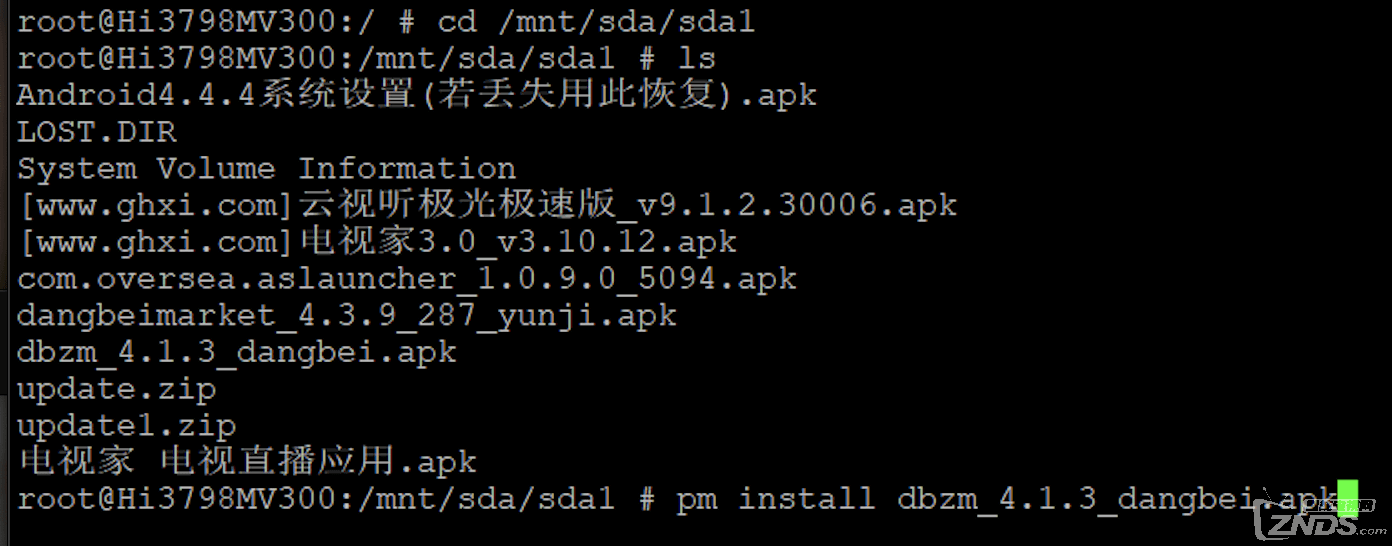 root@Hi3798MV300:/ # cd /mnt/sda/sda1
root@Hi3798MV300:/mnt/sda/sda1 # ls
Android4.4.4系统设置(若丢失用此恢复).apk
LOST.DIR
System Volume Information
[www.ghxi.com]云视听极光极速版_v9.1.2.30006.apk
[www.ghxi.com]电视家3.0_v3.10.12.apk
com.oversea.aslauncher_1.0.9.0_5094.apk
dangbeimarket_4.3.9_287_yunji.apk
dbzm_4.1.3_dangbei.apk
update.zip
update1.zip
电视家 电视直播应用.apk
root@Hi3798MV300:/mnt/sda/sda1 # pm install dbzm_4.1.3_dangbei.apk
ZNDS.com